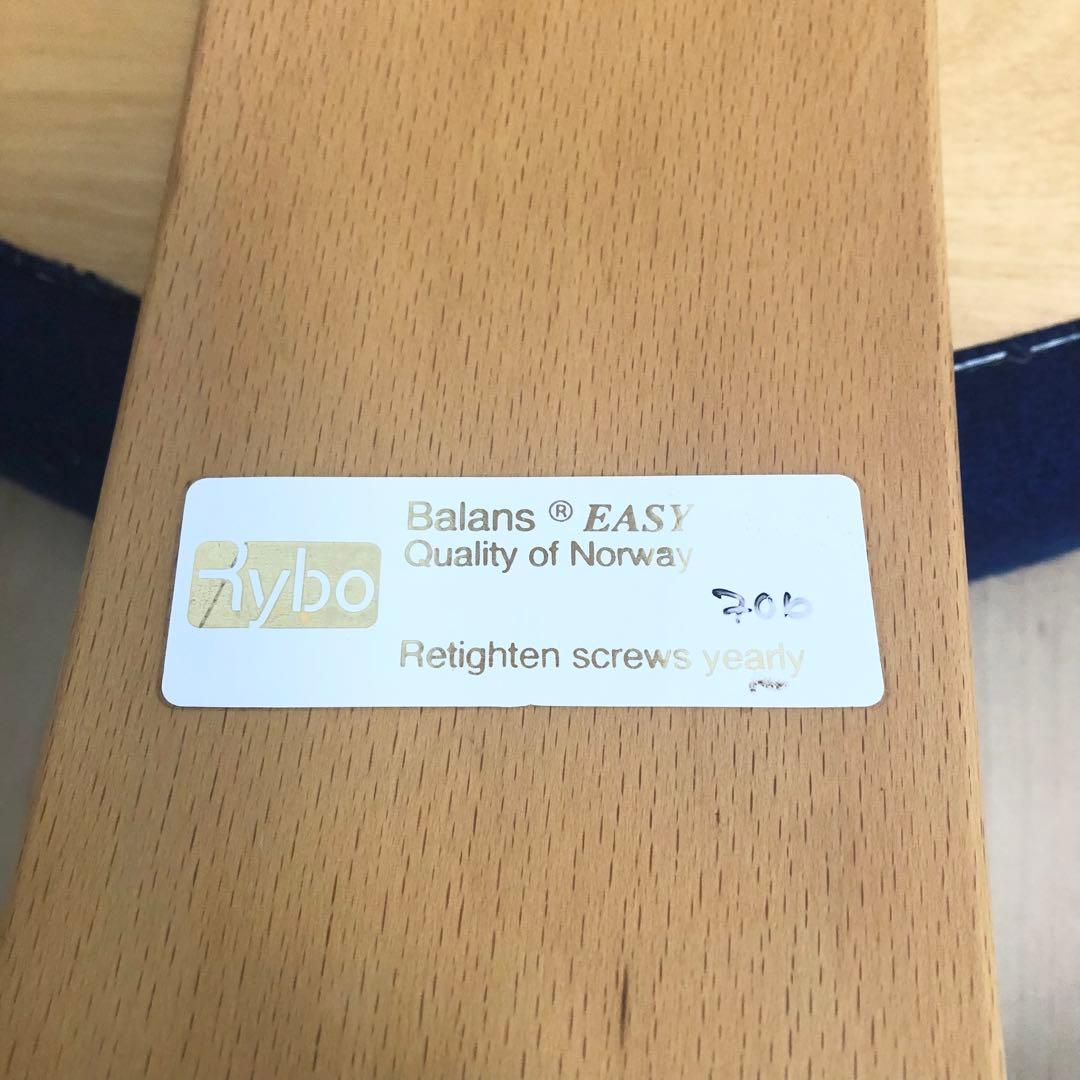 Rybo
Balans ® EASY
Quality of Norway
706
Retighten screws yearly